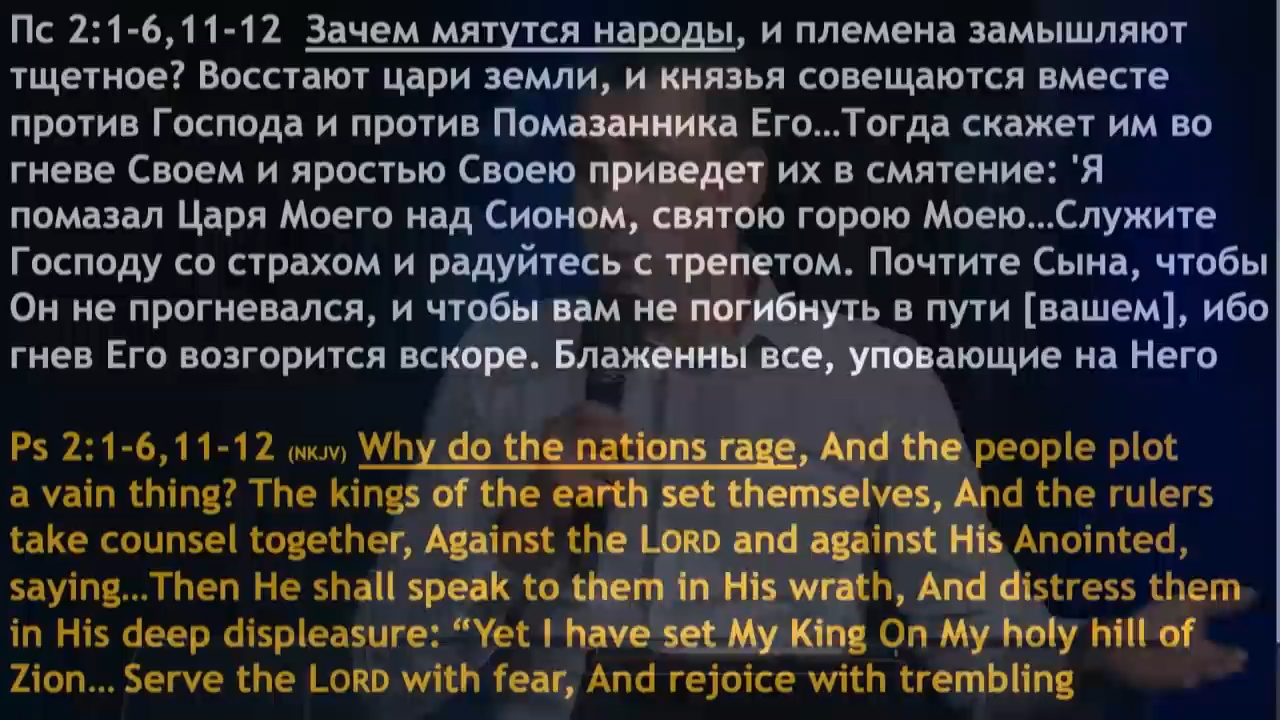 Пс 2:1-6,11-12 Зачем мятутся народы, и племена замышляют
тщетное? Восстают цари земли, и князья совещаются вместе
против Господа и против Помазанника Его...Тогда скажет им во
гневе Своем и яростью Своею приведет их в смятение: 'Я
помазал Царя Моего над Сионом, святою горою Моею...Служите
Господу со страхом и радуйтесь с трепетом. Почтите Сына, чтобы
Он не прогневался, и чтобы вам не погибнуть в пути [вашем], ибо
гнев Его возгорится вскоре. Блаженны все, уповающие на Него
Ps 2:1-6,11-12 (NKJV) Why do the nations rage, And the people plot
a vain thing? The kings of the earth set themselves, And the rulers
take counsel together, Against the LORD and against His Anointed,
saying...Then He shall speak to them in His wrath, And distress them
in His deep displeasure: “Yet I have set My King On My holy hill of
Zion... Serve the LORD with fear, And rejoice with trembling